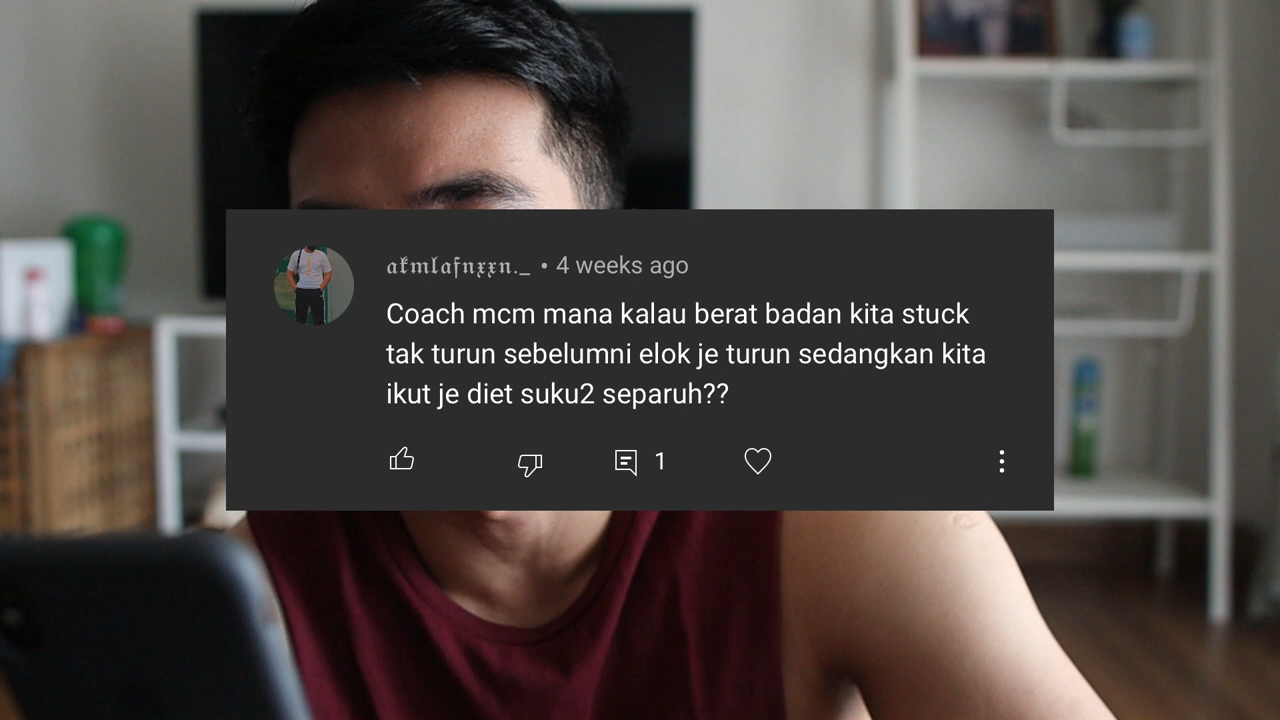 𝔞𝔨𝔪𝔩𝔞𝔣𝔫𝔵𝔵𝔫._ • 4 weeks ago
Coach mcm mana kalau berat badan kita stuck
tak turun sebelumni elok je turun sedangkan kita
ikut je diet suku2 separuh??
1